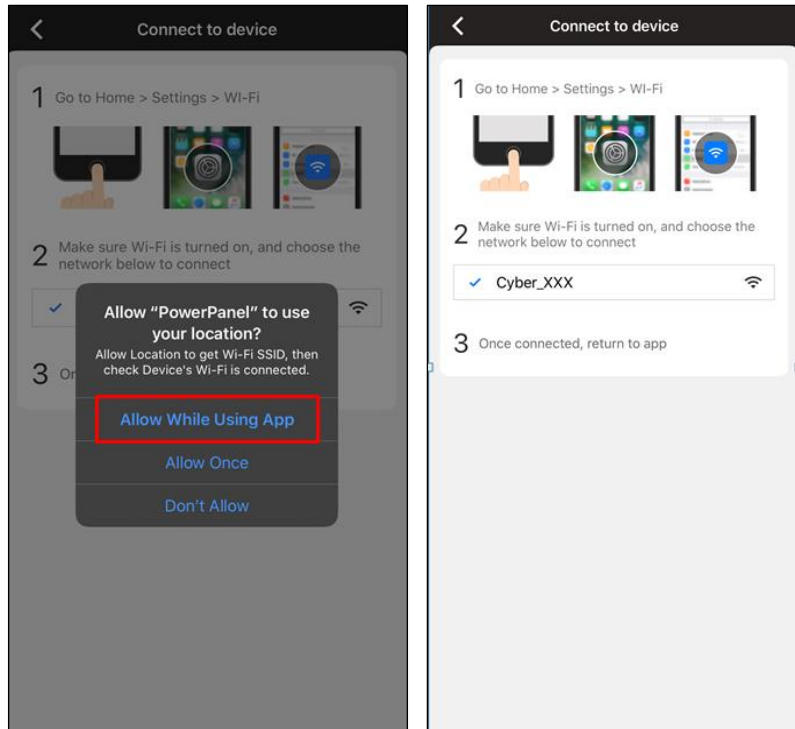 Connect to device
1 Go to Home > Settings > WI-Fi
2 Make sure Wi-Fi is turned on, and choose the
network below to connect
Allow “PowerPanel” to use
your location?
Allow Location to get Wi-Fi SSID, then
check Device's Wi-Fi is connected.
3 On
Allow While Using App
Allow Once
Don't Allow
Connect to device
1 Go to Home > Settings > WI-Fi
2 Make sure Wi-Fi is turned on, and choose the
network below to connect
Cyber_XXX
3 Once connected, return to app